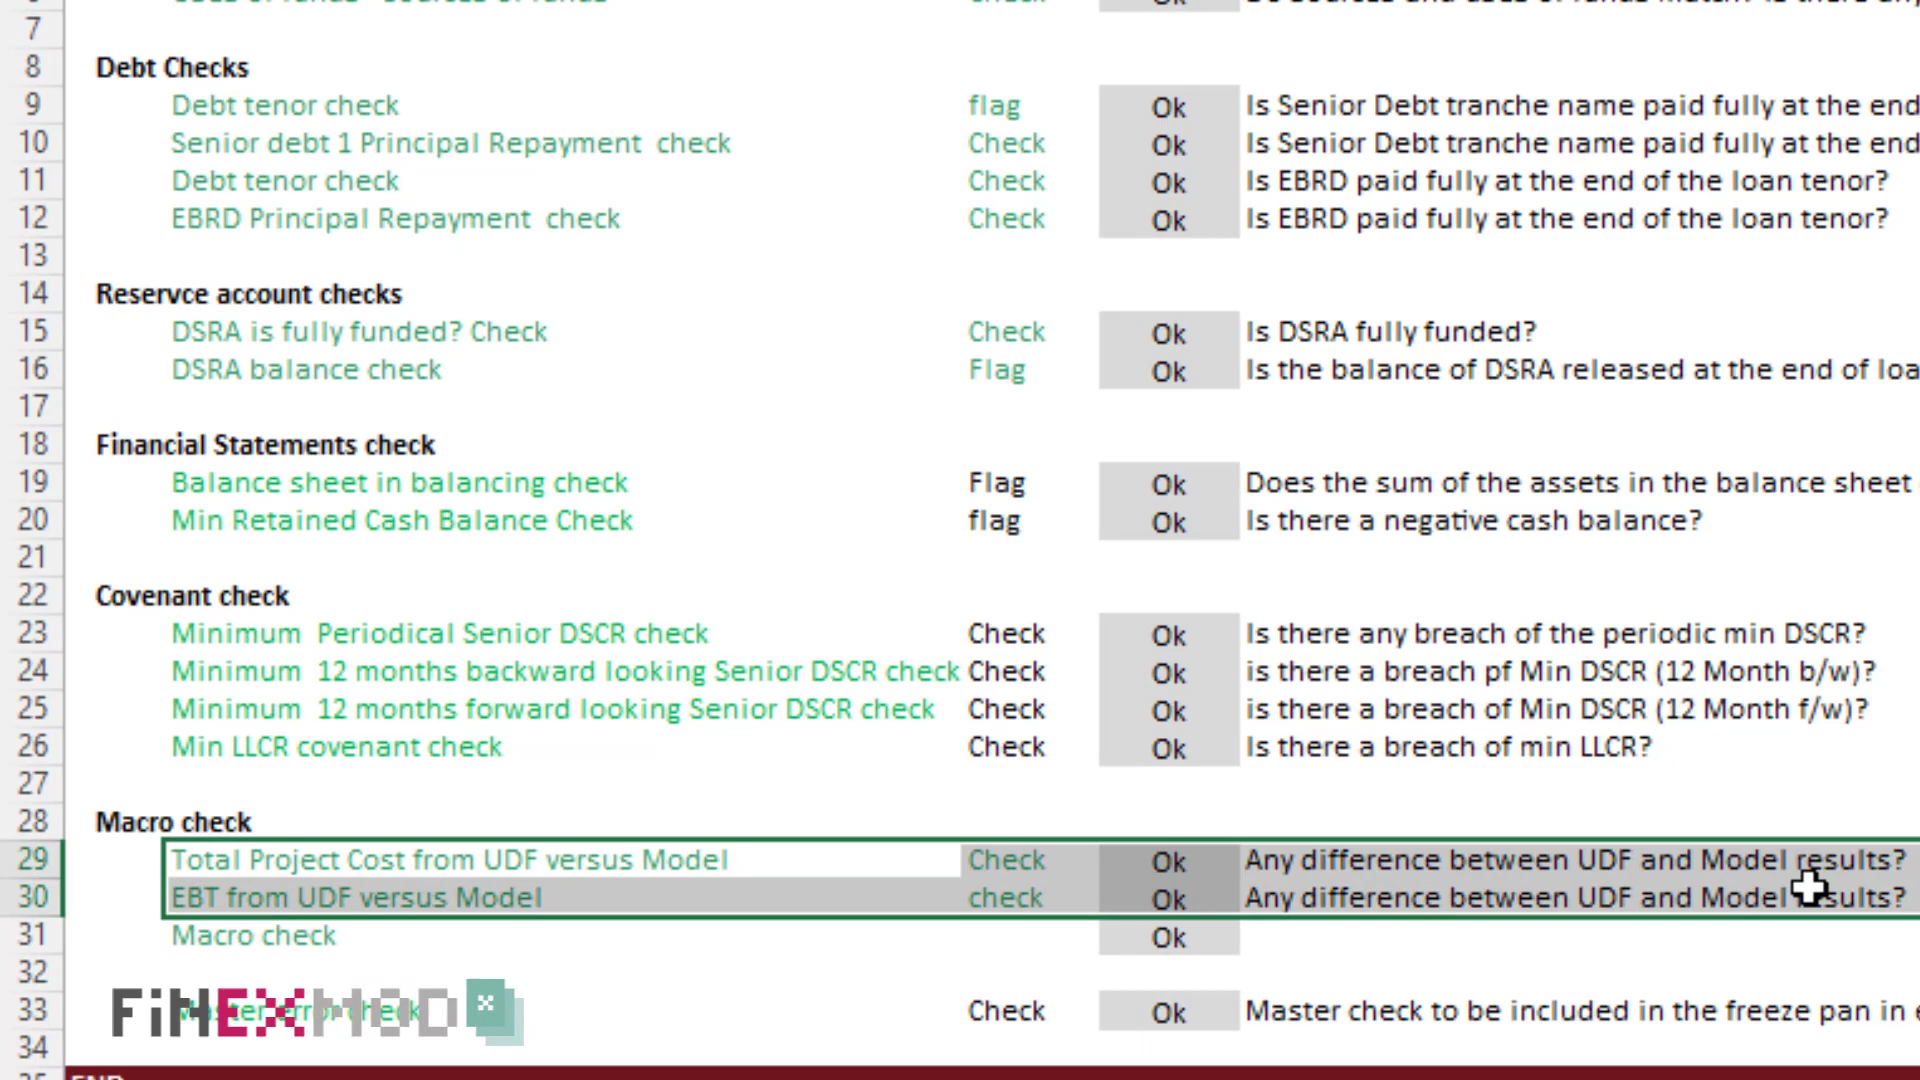 7
8 Debt Checks
9 Debt tenor check flag Ok Is Senior Debt tranche name paid fully at the end
10 Senior debt 1 Principal Repayment check Check Ok Is Senior Debt tranche name paid fully at the end
11 Debt tenor check Check Ok Is EBRD paid fully at the end of the loan tenor?
12 EBRD Principal Repayment check Check Ok Is EBRD paid fully at the end of the loan tenor?
13
14 Reservce account checks
15 DSRA is fully funded? Check Check Ok Is DSRA fully funded?
16 DSRA balance check Flag Ok Is the balance of DSRA released at the end of loa
17
18 Financial Statements check
19 Balance sheet in balancing check Flag Ok Does the sum of the assets in the balance sheet
20 Min Retained Cash Balance Check flag Ok Is there a negative cash balance?
21
22 Covenant check
23 Minimum Periodical Senior DSCR check Check Ok Is there any breach of the periodic min DSCR?
24 Minimum 12 months backward looking Senior DSCR check Check Ok is there a breach pf Min DSCR (12 Month b/w)?
25 Minimum 12 months forward looking Senior DSCR check Check Ok is there a breach of Min DSCR (12 Month f/w)?
26 Min LLCR covenant check Check Ok Is there a breach of min LLCR?
27
28 Macro check
29 Total Project Cost from UDF versus Model Check Ok Any difference between UDF and Model results?
30 EBT from UDF versus Model check Ok Any difference between UDF and Model results?
31 Macro check Ok
32
33 Master error check Check Ok Master check to be included in the freeze pan in
FiNEXMOD
34